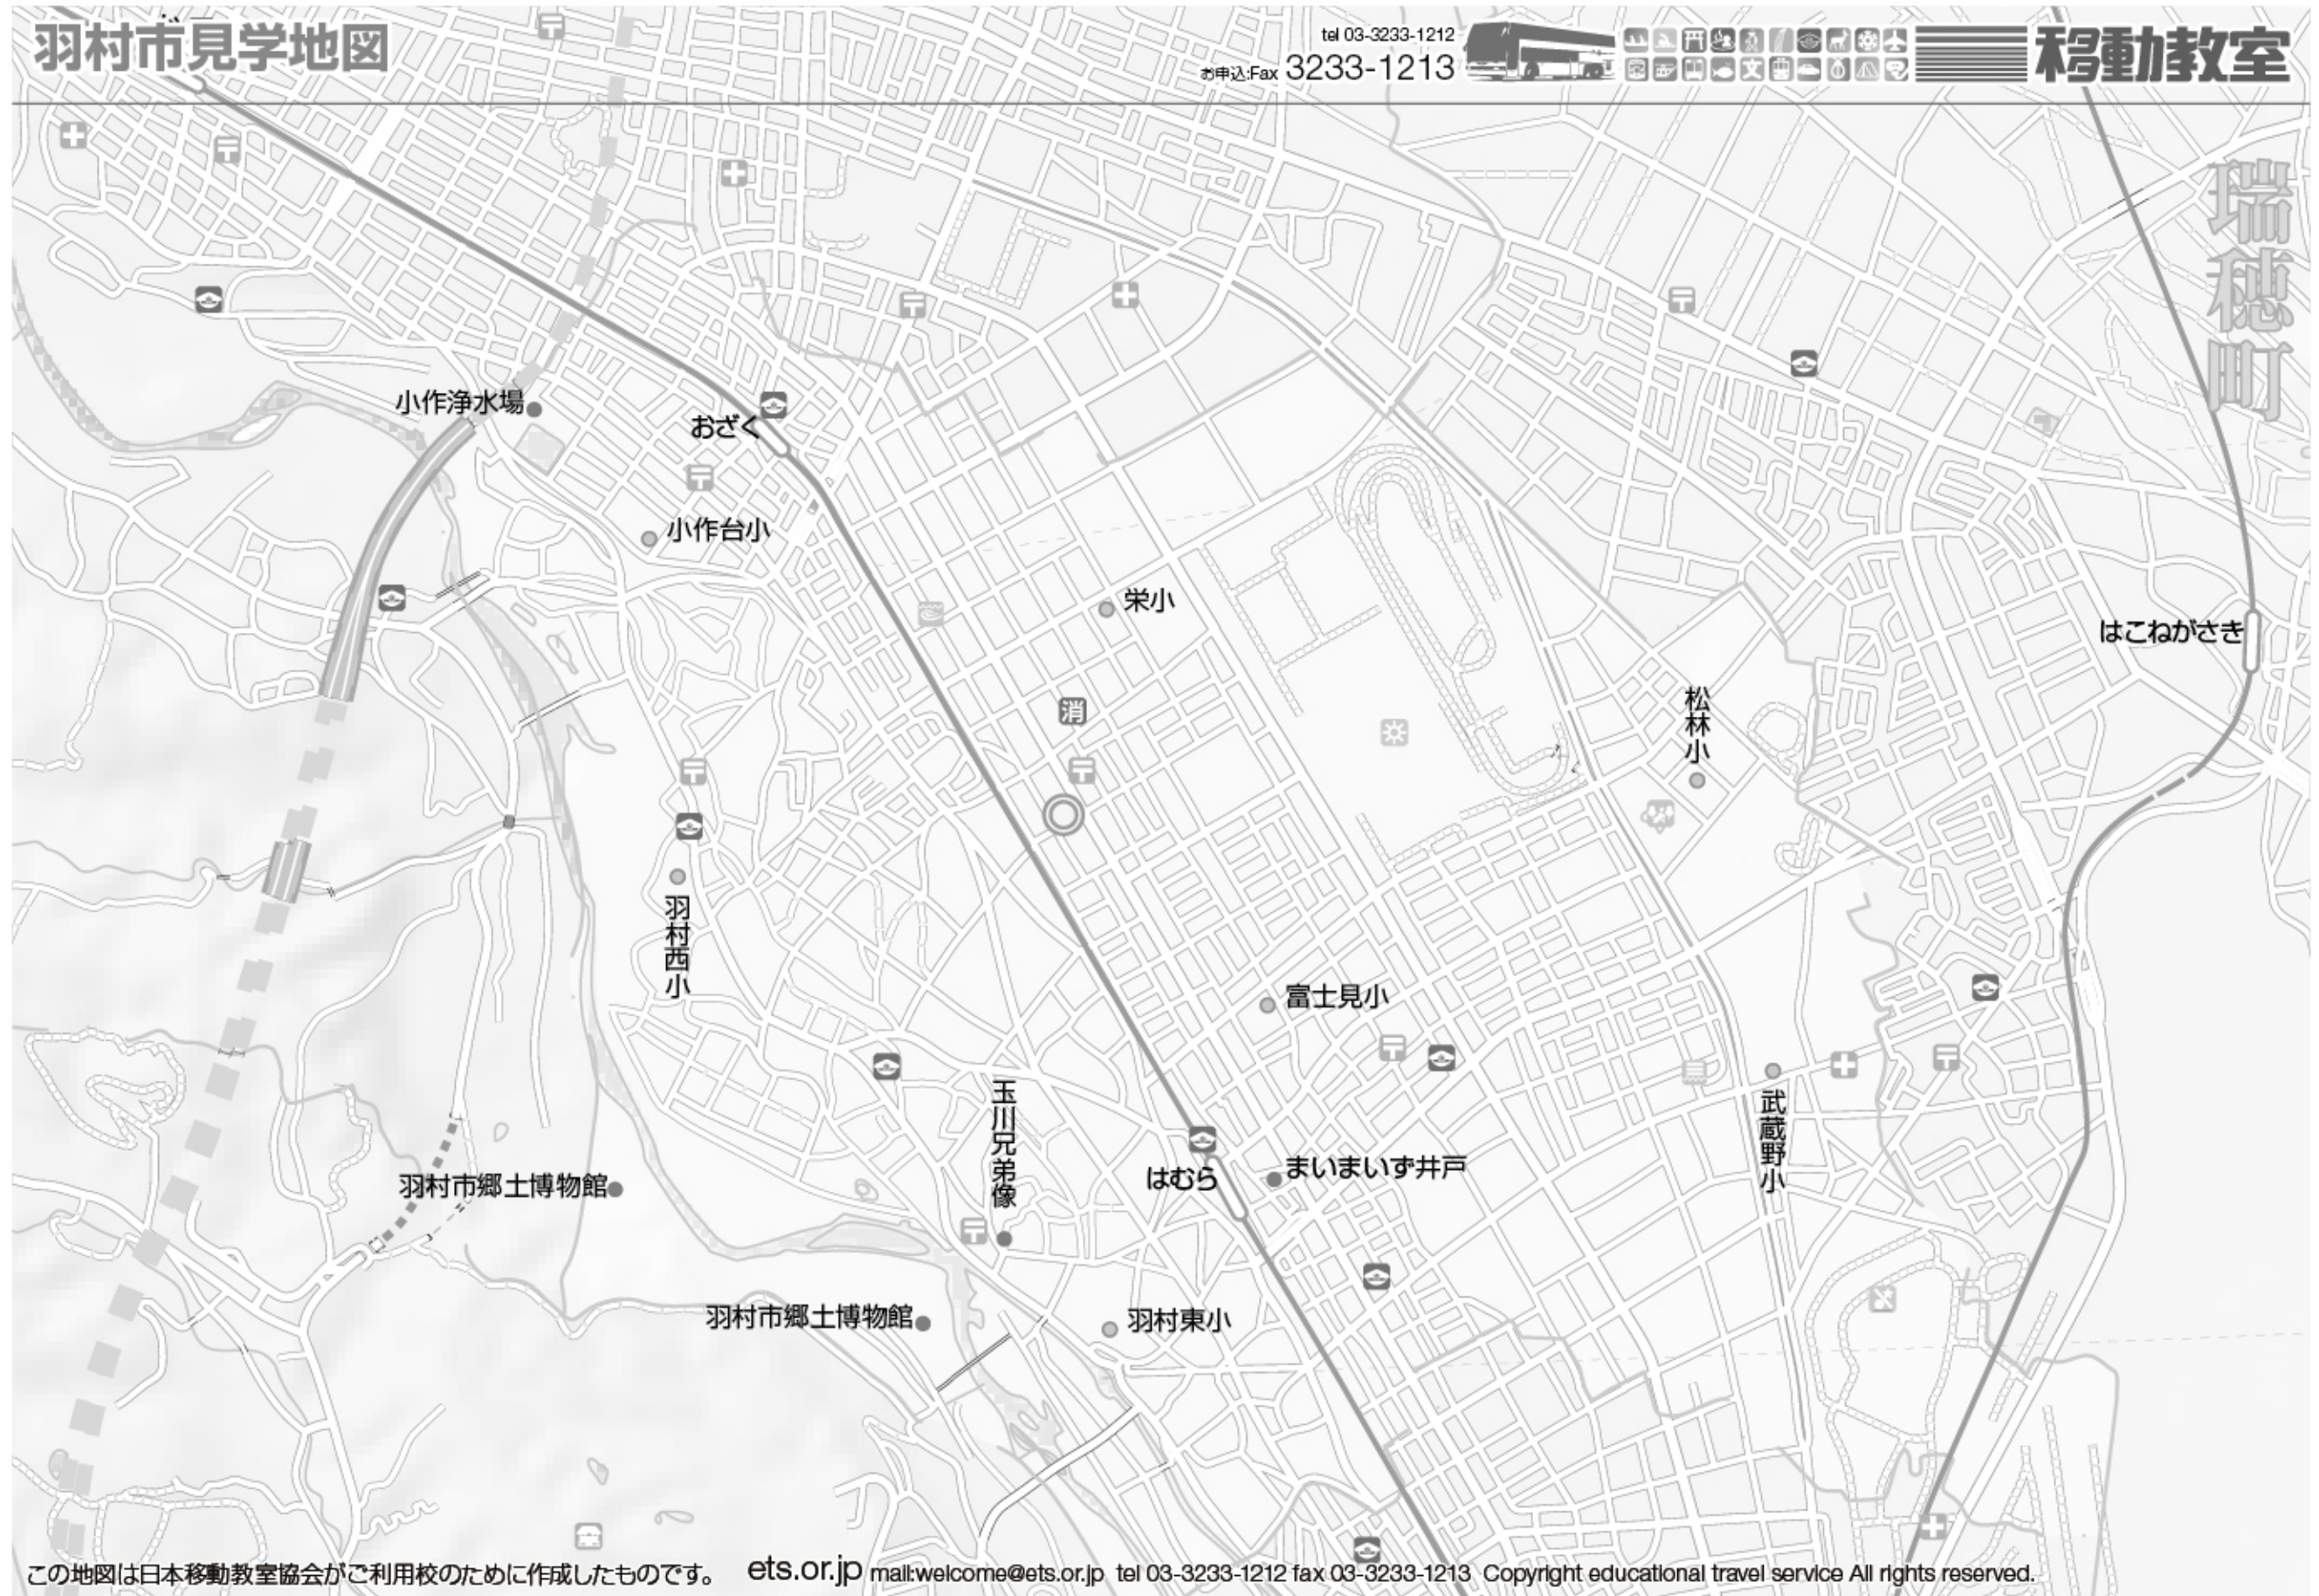 羽村市見学地図
tel 03-3233-1212
お申込:Fax 3233-1213
移動教室
瑞穂町
小作浄水場
おざく
小作台小
栄小
はこねがさき
松林小
消
羽村西小
富士見小
玉川兄弟像
武蔵野小
はむら
まいまいず井戸
羽村市郷土博物館
羽村市郷土博物館
羽村東小
この地図は日本移動教室協会がご利用校のために作成したものです。 ets.or.jp mail:welcome@ets.or.jp tel 03-3233-1212 fax 03-3233-1213 Copyright educational travel service All rights reserved.